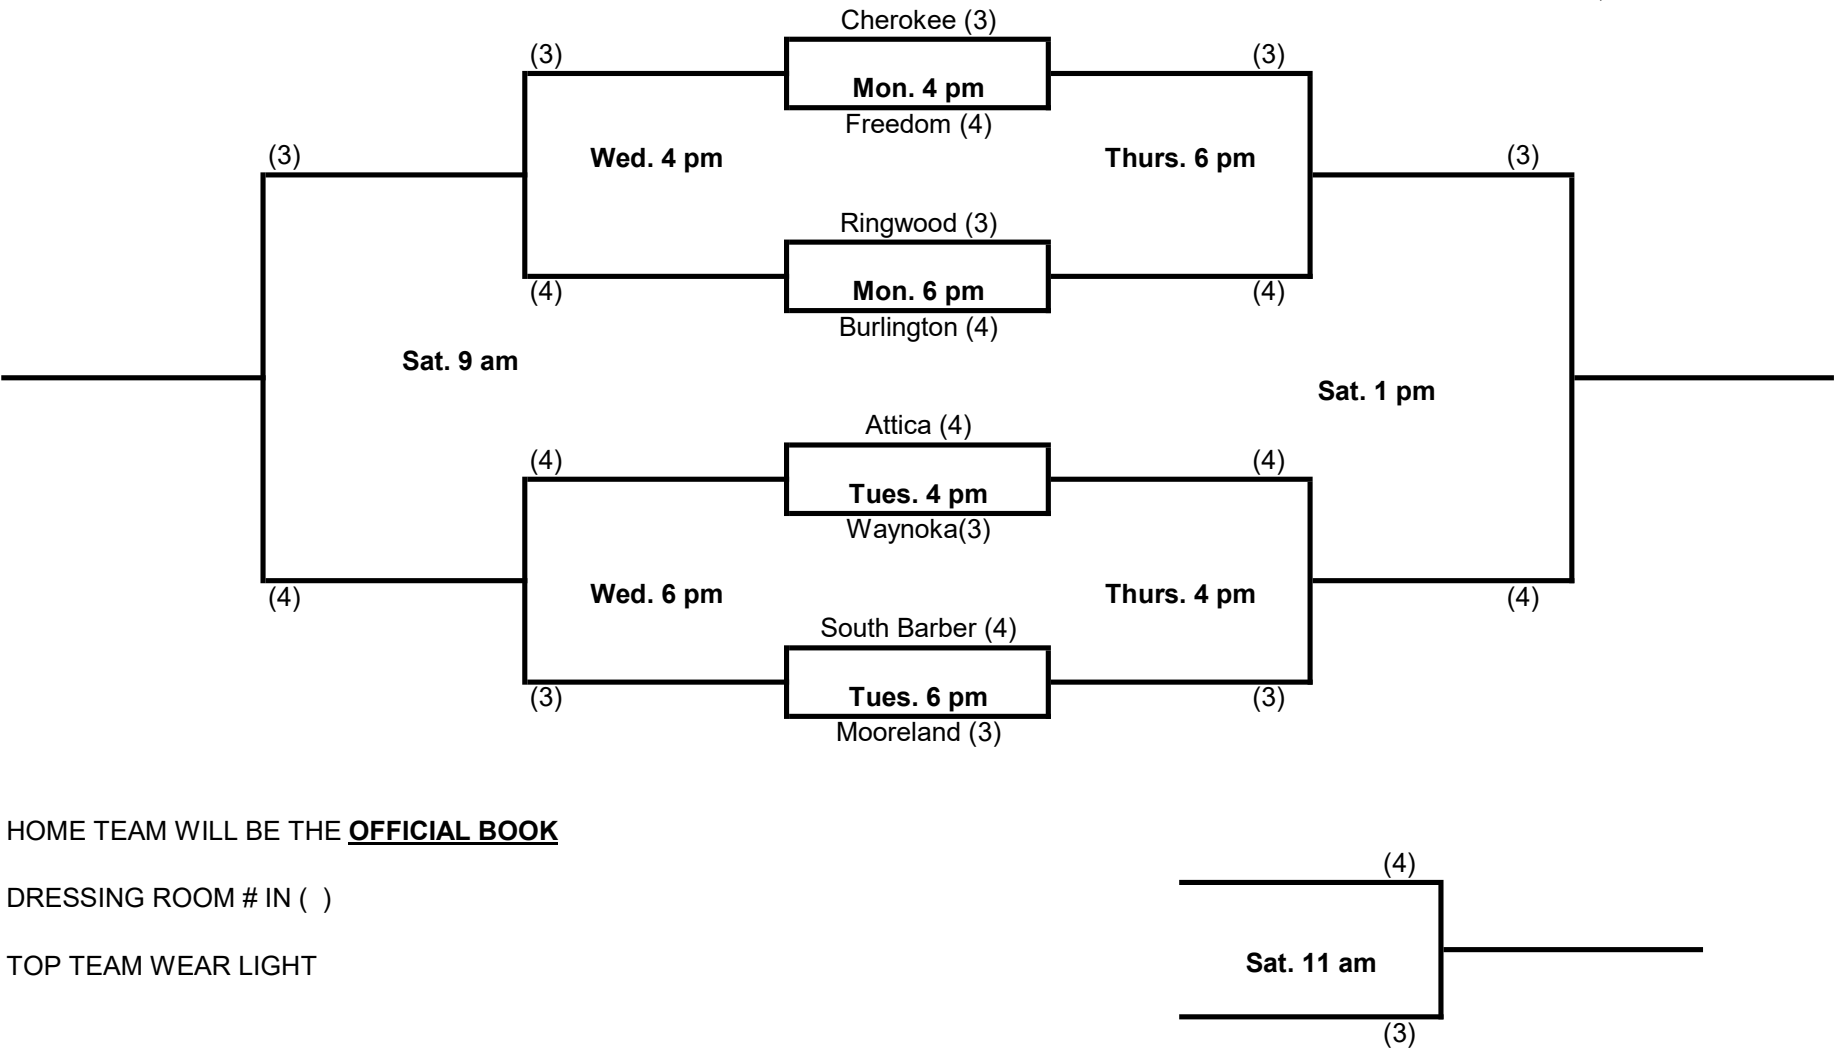 Cherokee (3)
(3)
(3)
Mon. 4 pm
Freedom (4)
(3)
Wed. 4 pm
Thurs. 6 pm
(3)
Ringwood (3)
(4)
Mon. 6 pm
(4)
Burlington (4)
Sat. 9 am
Sat. 1 pm
Attica (4)
(4)
(4)
Tues. 4 pm
Waynoka(3)
(4)
Wed. 6 pm
Thurs. 4 pm
(4)
South Barber (4)
(3)
Tues. 6 pm
(3)
Mooreland (3)
HOME TEAM WILL BE THE OFFICIAL BOOK
(4)
DRESSING ROOM # IN (  )
TOP TEAM WEAR LIGHT
Sat. 11 am
(3)